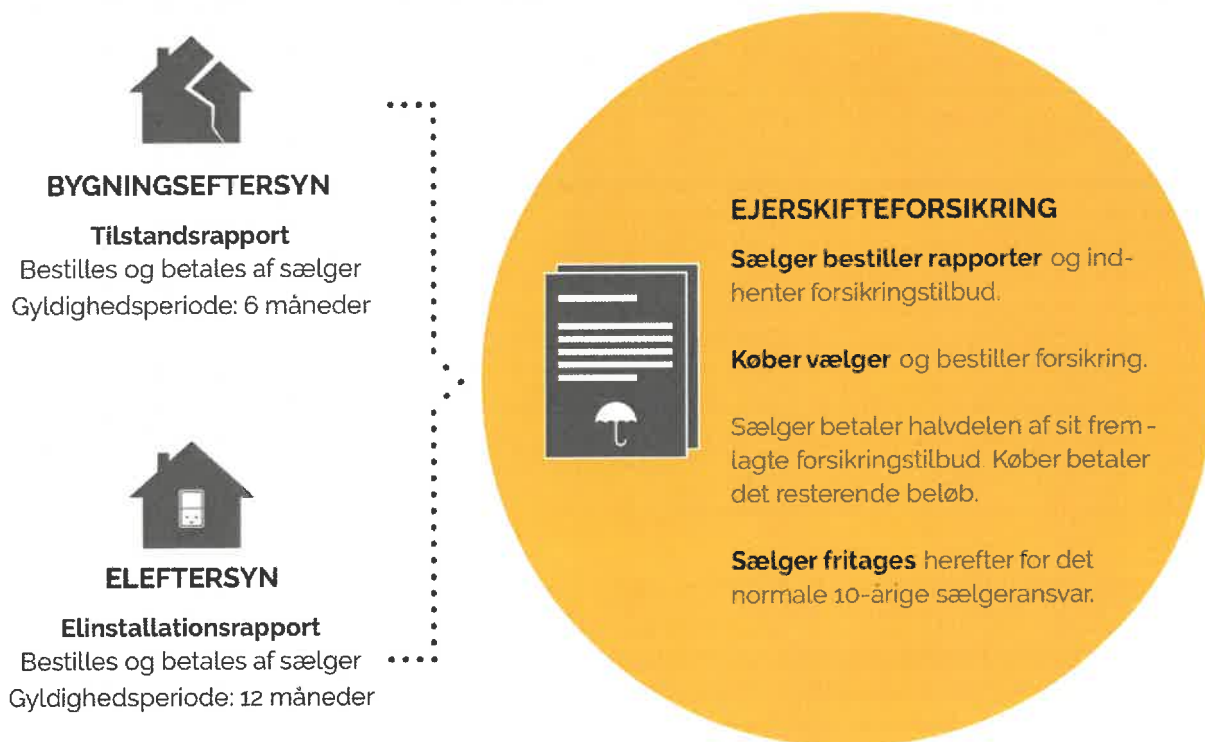 BYGNINGSEFTERSYN
Tilstandsrapport
Bestilles og betales af sælger
Gyldighedsperiode: 6 måneder
ELEFTERSYN
Elinstallationsrapport
Bestilles og betales af sælger
Gyldighedsperiode: 12 måneder
EJERSKIFTEFORSIKRING
Sælger bestiller rapporter og ind-
henter forsikringstilbud.
Køber vælger og bestiller forsikring.
Sælger betaler halvdelen af sit frem-
lagte forsikringstilbud. Køber betaler
det resterende beløb.
Sælger fritages herefter for det
normale 10-årige sælgeransvar.